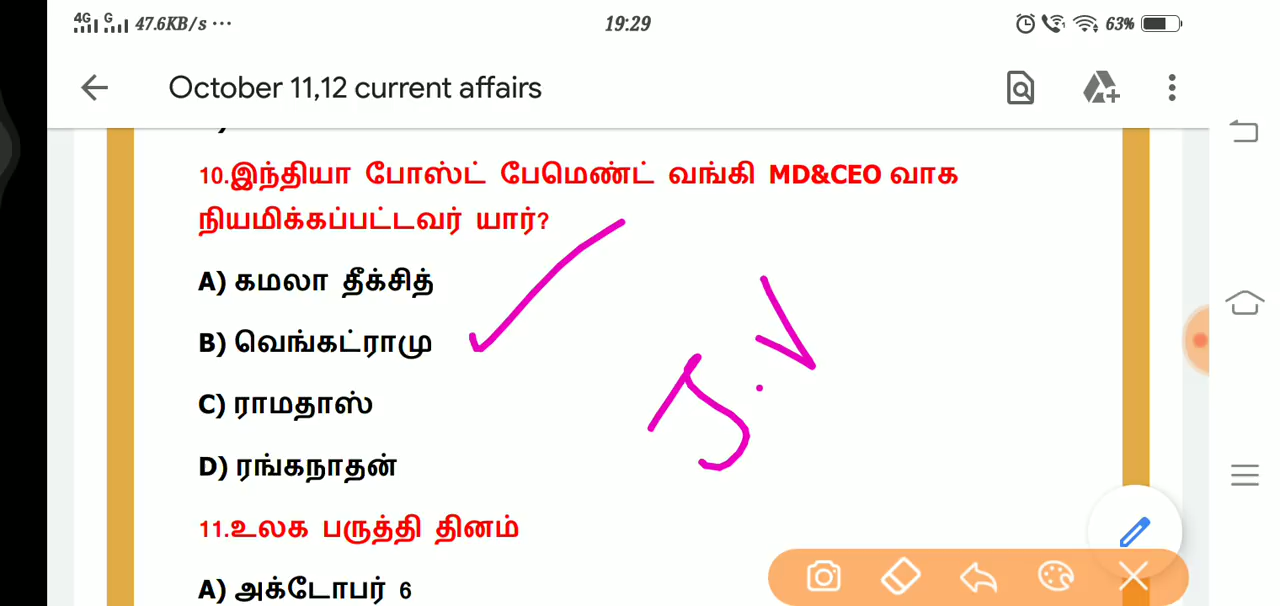 4G G 47.6KB/s ... 19:29 63%
October 11,12 current affairs
10.இந்தியா போஸ்ட் பேமெண்ட் வங்கி MD&CEO வாக
நியமிக்கப்பட்டவர் யார்?
A) கமலா தீக்சித்
B) வெங்கட்ராமு
C) ராமதாஸ்
D) ரங்கநாதன்
J.V
11.உலக பருத்தி தினம்
A) அக்டோபர் 6